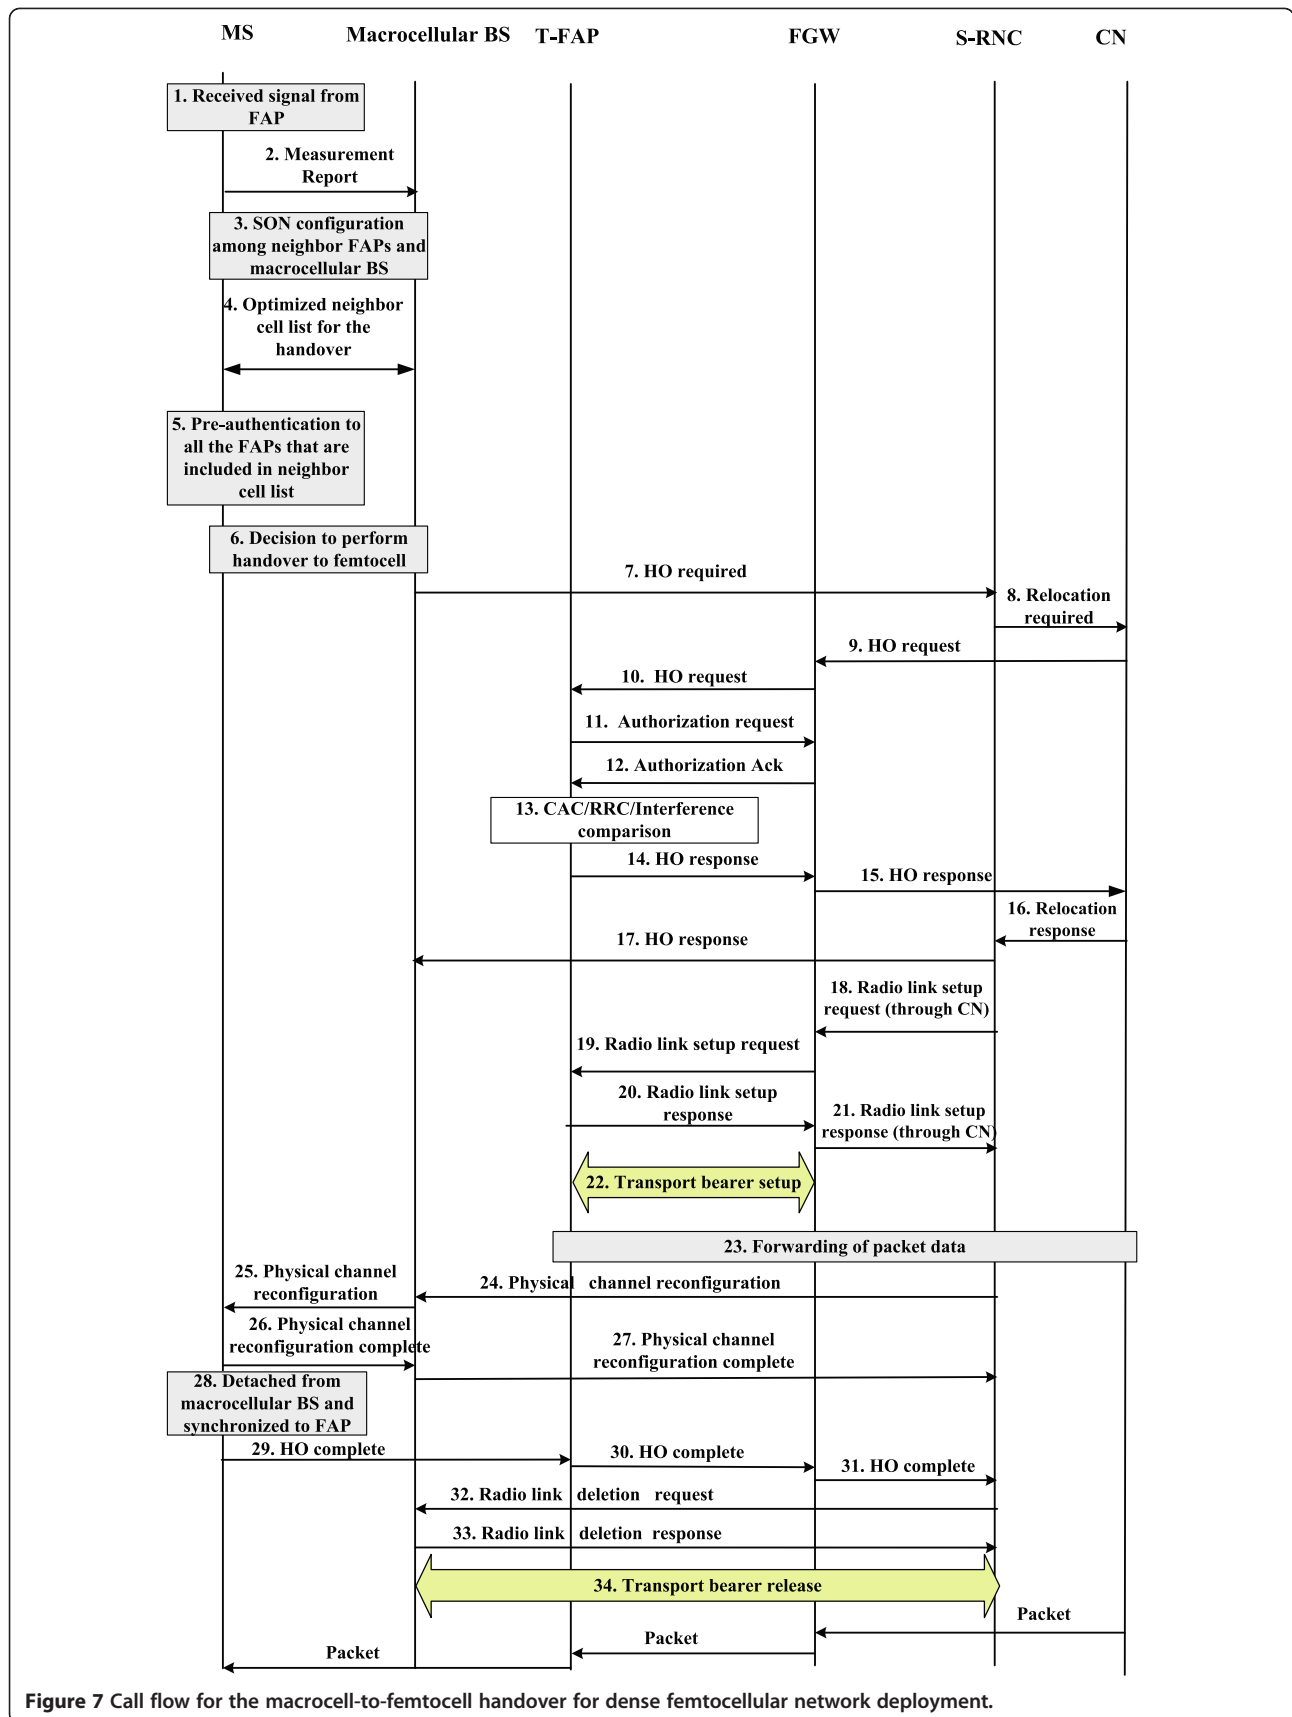 MS Macrocellular BS T-FAP FGW S-RNC CN
1. Received signal from
FAP
2. Measurement
Report
3. SON configuration
among neighbor FAPs and
macrocellular BS
4. Optimized neighbor
cell list for the
handover
5. Pre-authentication to
all the FAPs that are
included in neighbor
cell list
6. Decision to perform
handover to femtocell
7. HO required
8. Relocation
required
9. HO request
10. HO request
11. Authorization request
12. Authorization Ack
13. CAC/RRC/Interference
comparison
14. HO response
15. HO response
16. Relocation
response
17. HO response
18. Radio link setup
request (through CN)
19. Radio link setup request
20. Radio link setup
response
21. Radio link setup
response (through CN)
22. Transport bearer setup
23. Forwarding of packet data
24. Physical channel reconfiguration
25. Physical channel
reconfiguration
26. Physical channel
reconfiguration complete
27. Physical channel
reconfiguration complete
28. Detached from
macrocellular BS and
synchronized to FAP
29. HO complete
30. HO complete
31. HO complete
32. Radio link deletion request
33. Radio link deletion response
34. Transport bearer release
Packet
Packet
Packet
Figure 7 Call flow for the macrocell-to-femtocell handover for dense femtocellular network deployment.